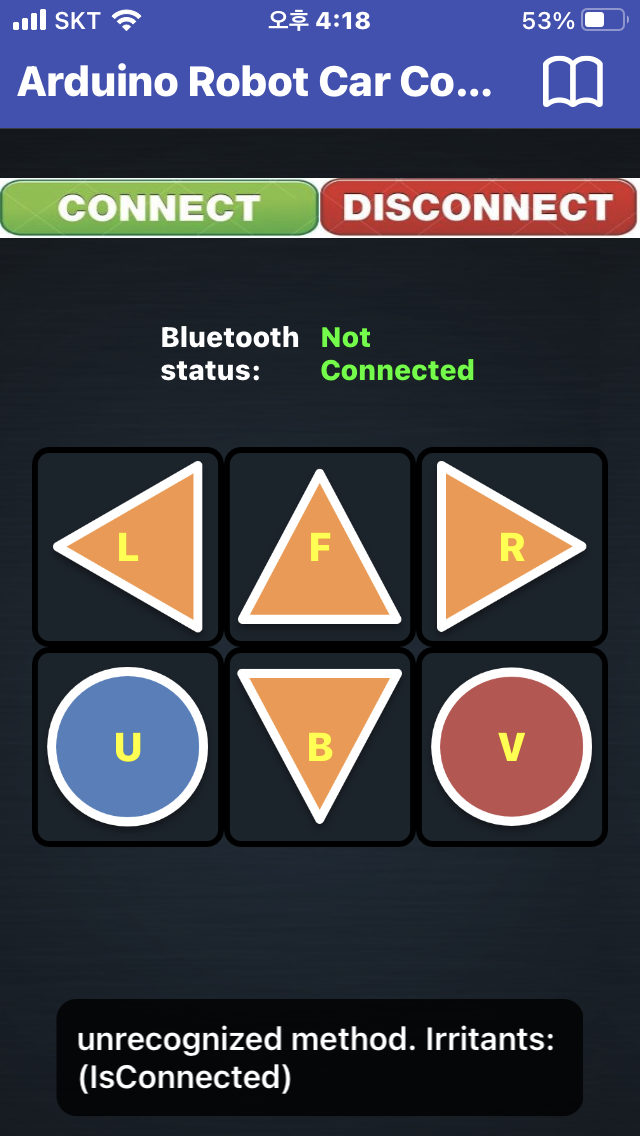 SKT 오후 4:18 53%
Arduino Robot Car Co...
CONNECT DISCONNECT
Bluetooth Not
status: Connected
L F R
U B V
unrecognized method. Irritants:
(IsConnected)